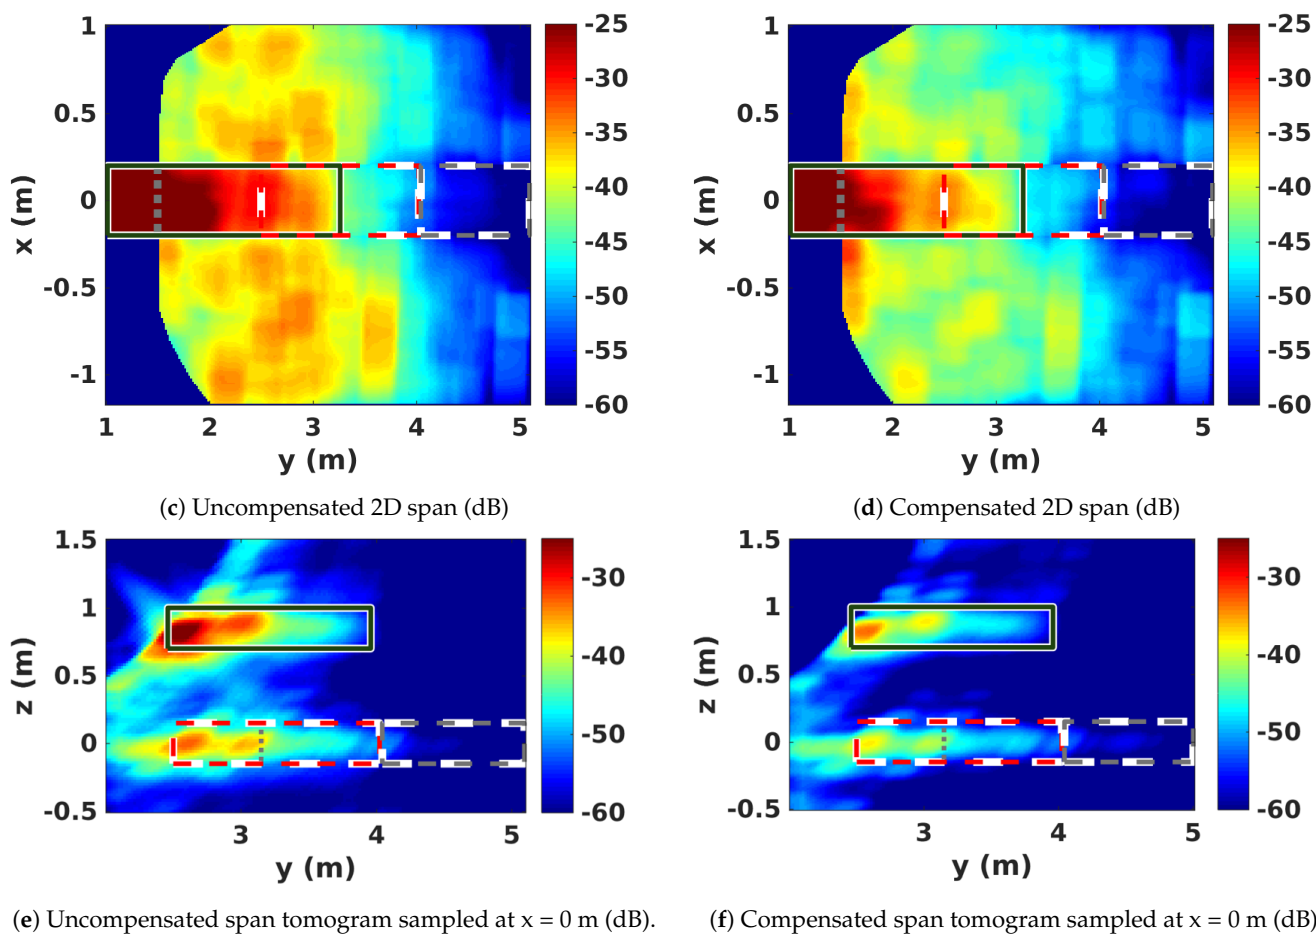 1
0.5
0
-0.5
-1
x (m)
1 2 3 4 5
y (m)
-25
-30
-35
-40
-45
-50
-55
-60
(c) Uncompensated 2D span (dB)
1
0.5
0
-0.5
-1
x (m)
1 2 3 4 5
y (m)
-25
-30
-35
-40
-45
-50
-55
-60
(d) Compensated 2D span (dB)
1.5
1
0.5
0
-0.5
z (m)
3 4 5
y (m)
-30
-40
-50
-60
(e) Uncompensated span tomogram sampled at x = 0 m (dB).
1.5
1
0.5
0
-0.5
z (m)
3 4 5
y (m)
-30
-40
-50
-60
(f) Compensated span tomogram sampled at x = 0 m (dB)